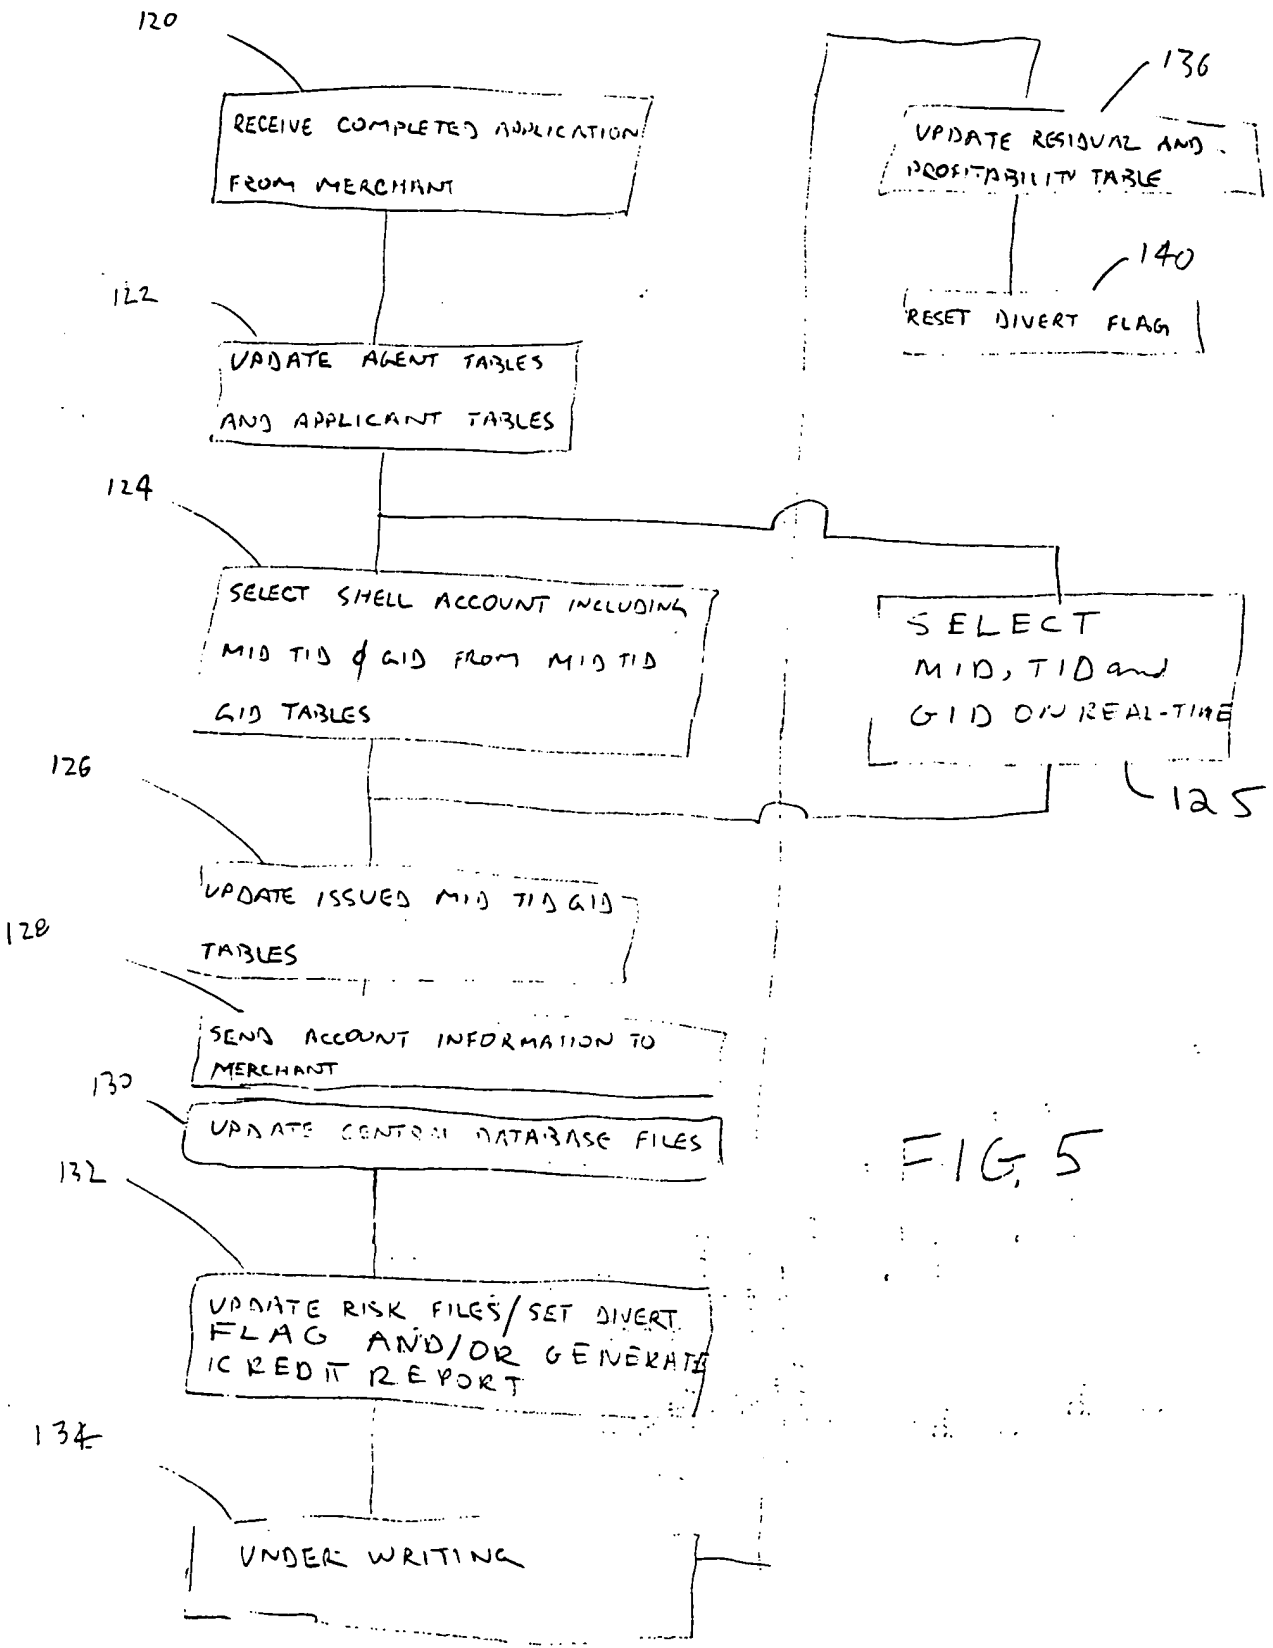 120
RECEIVE COMPLETED APPLICATION
FROM MERCHANT
122
UPDATE AGENT TABLES
AND APPLICANT TABLES
124
SELECT SHELL ACCOUNT INCLUDING
MID TID & GID FROM MID TID
GID TABLES
SELECT
MID, TID and
GID ON REAL-TIME
125
126
UPDATE ISSUED MID TID GID
TABLES
128
SEND ACCOUNT INFORMATION TO
MERCHANT
130
UPDATE CENTRAL DATABASE FILES
132
UPDATE RISK FILES/SET DIVERT
FLAG AND/OR GENERATE
CREDIT REPORT
134
UNDER WRITING
136
UPDATE RESIDUAL AND
PROFITABILITY TABLE
140
RESET DIVERT FLAG
FIG. 5